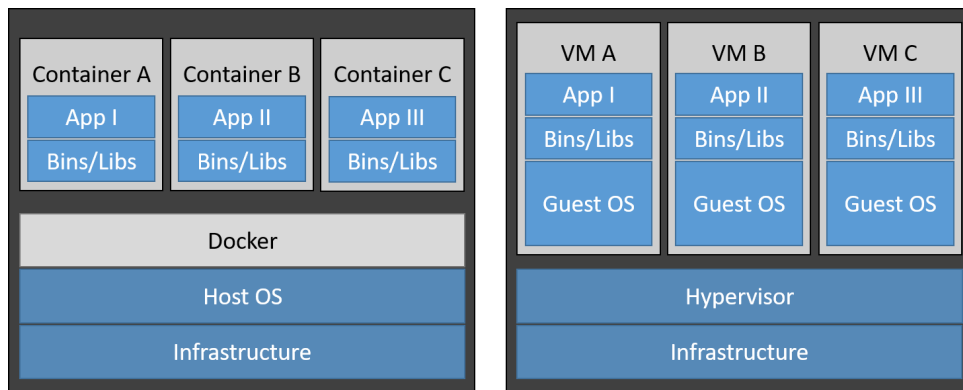 Container A
App I
Bins/Libs
Container B
App II
Bins/Libs
Container C
App III
Bins/Libs
Docker
Host OS
Infrastructure
VM A
App I
Bins/Libs
Guest OS
VM B
App II
Bins/Libs
Guest OS
VM C
App III
Bins/Libs
Guest OS
Hypervisor
Infrastructure